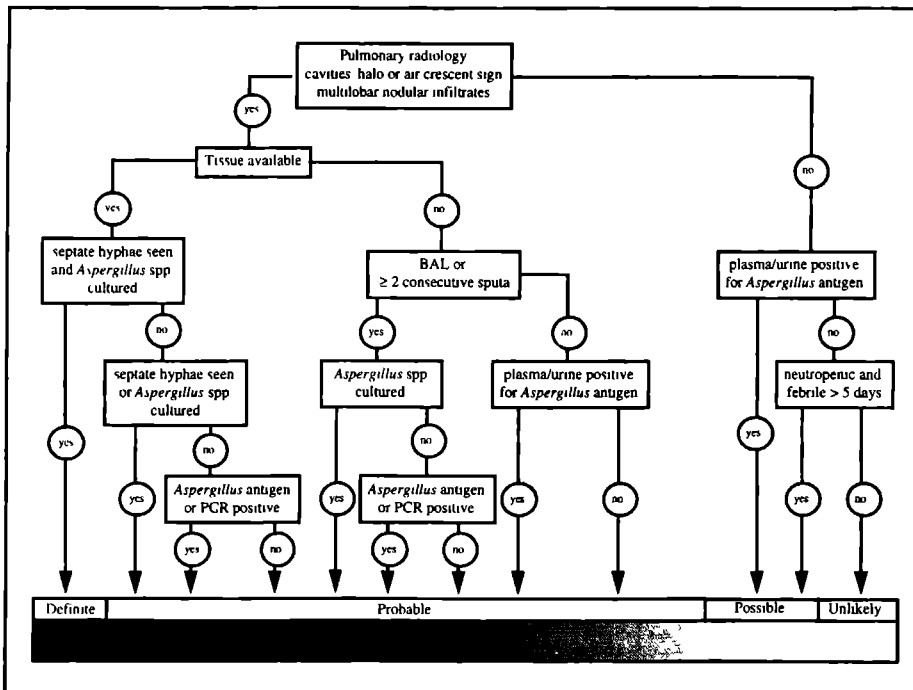 Pulmonary radiology
cavities halo or air crescent sign
multilobar nodular infiltrates
yes
no
Tissue available
yes
no
septate hyphae seen
and Aspergillus spp
cultured
BAL or
≥ 2 consecutive sputa
plasma/urine positive
for Aspergillus antigen
no
yes
no
no
septate hyphae seen
or Aspergillus spp
cultured
Aspergillus spp
cultured
plasma/urine positive
for Aspergillus antigen
neutropenic and
febrile > 5 days
yes
no
no
yes
yes
Aspergillus antigen
or PCR positive
yes
Aspergillus antigen
or PCR positive
yes
no
yes
no
yes
no
yes
no
Definite
Probable
Possible
Unlikely